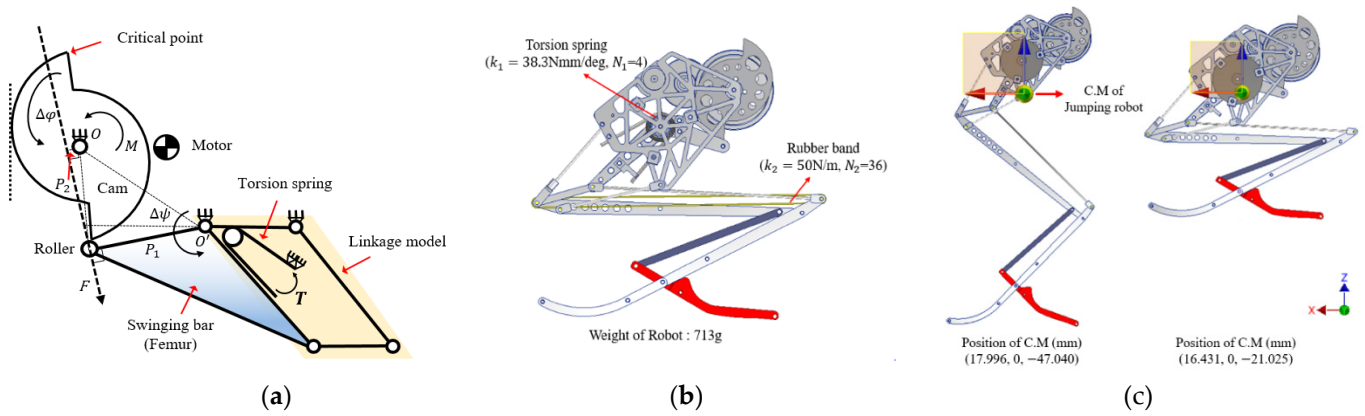 Critical point
Δφ
O
M
Motor
P₂
Cam
Torsion spring
Δψ
O′
Roller
P₁
Linkage model
F
T
Swinging bar
(Femur)
(a)
Torsion spring
(k₁ = 38.3Nmm/deg, N₁=4)
Rubber band
(k₂ = 50N/m, N₂=36)
Weight of Robot : 713g
(b)
C.M of
Jumping robot
Z
X
Position of C.M (mm)
(17.996, 0, −47.040)
Position of C.M (mm)
(16.431, 0, −21.025)
(c)